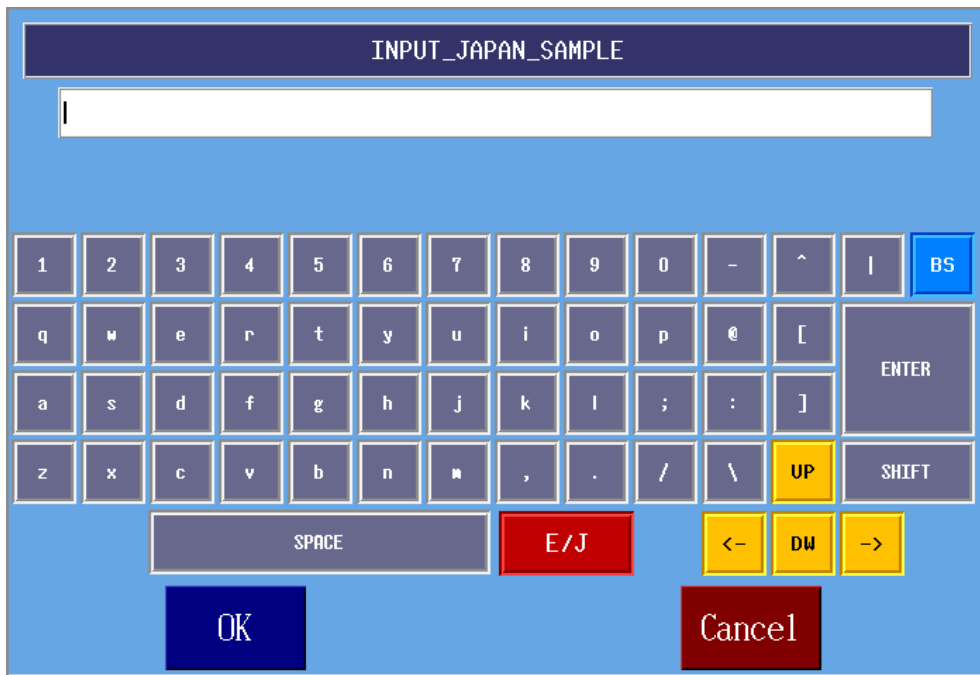 INPUT_JAPAN_SAMPLE
1 2 3 4 5 6 7 8 9 0 - ^ | BS
q w e r t y u i o p @ [
ENTER
a s d f g h j k l ; : ]
z x c v b n m , . / \ UP SHIFT
SPACE E/J <- DW ->
OK Cancel